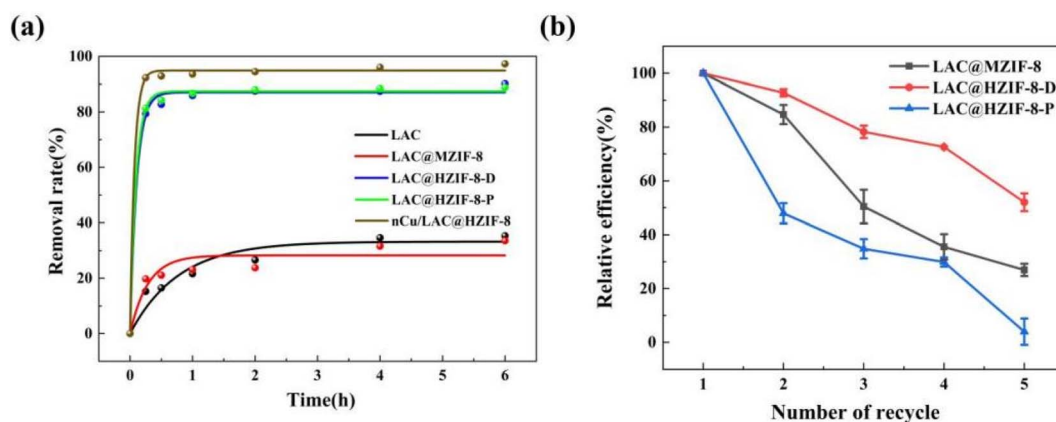 (a)
100
80
60
40
20
0
Removal rate(%)
LAC
LAC@MZIF-8
LAC@HZIF-8-D
LAC@HZIF-8-P
nCu/LAC@HZIF-8
0 1 2 3 4 5 6
Time(h)
(b)
100
80
60
40
20
0
Relative efficiency(%)
LAC@MZIF-8
LAC@HZIF-8-D
LAC@HZIF-8-P
1 2 3 4 5
Number of recycle